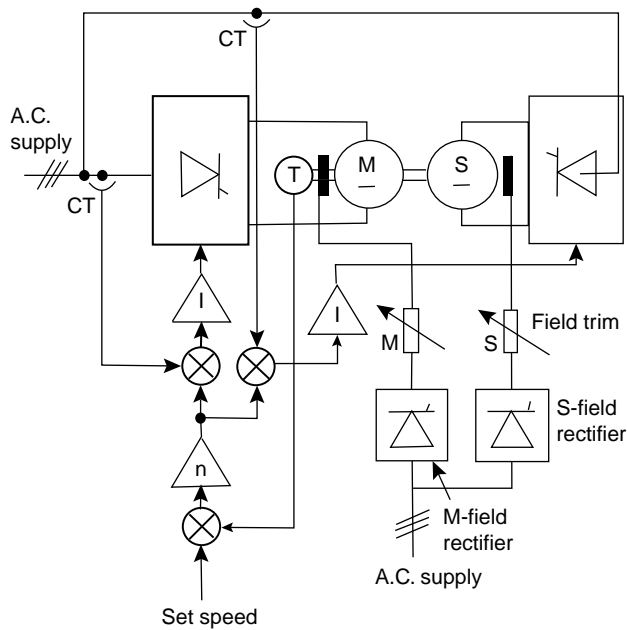 CT
A.C.
supply
CT
T
M
S
I
I
M
S
Field trim
n
S-field
rectifier
M-field
rectifier
A.C. supply
Set speed